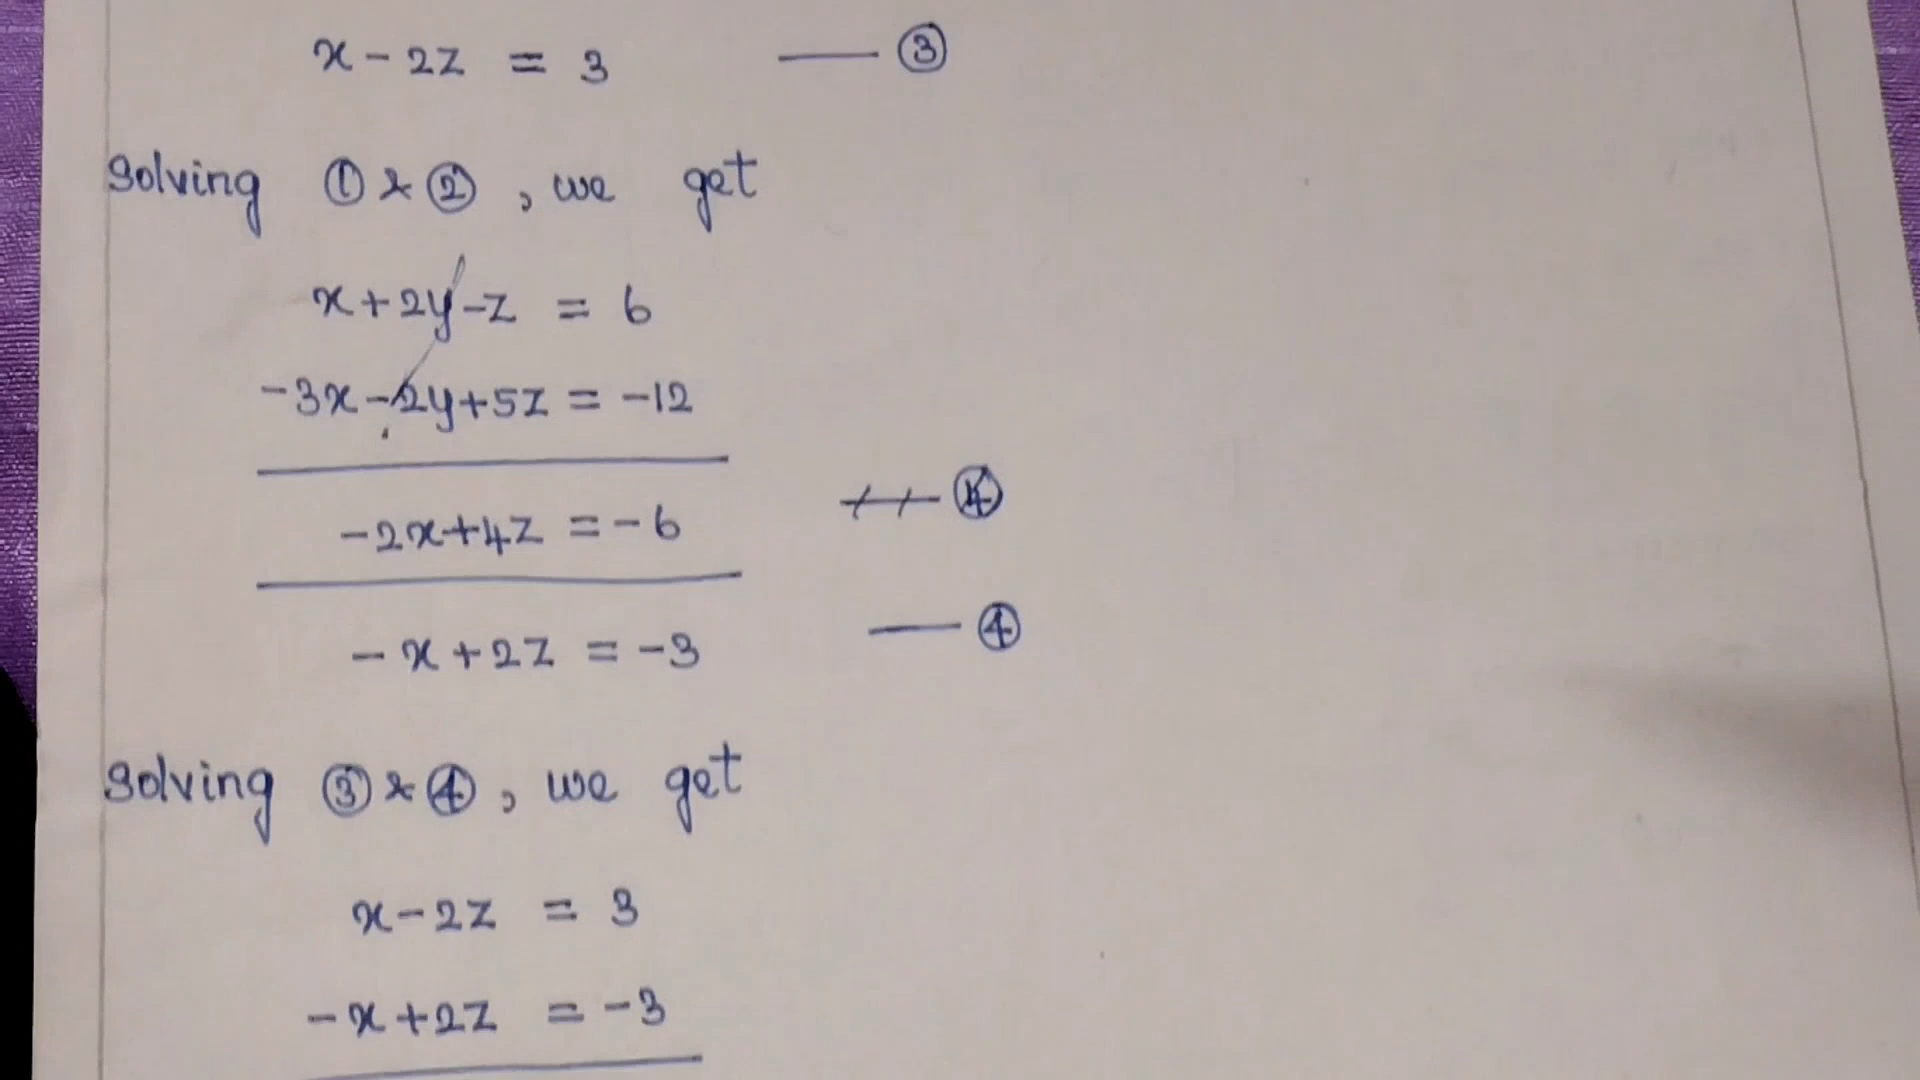 x - 2z = 3 — ③
Solving ① & ②, we get
x + 2y - z = 6
-3x - 2y + 5z = -12
-2x + 4z = -6 — ④
-x + 2z = -3 — ④
Solving ③ & ④, we get
x - 2z = 3
-x + 2z = -3